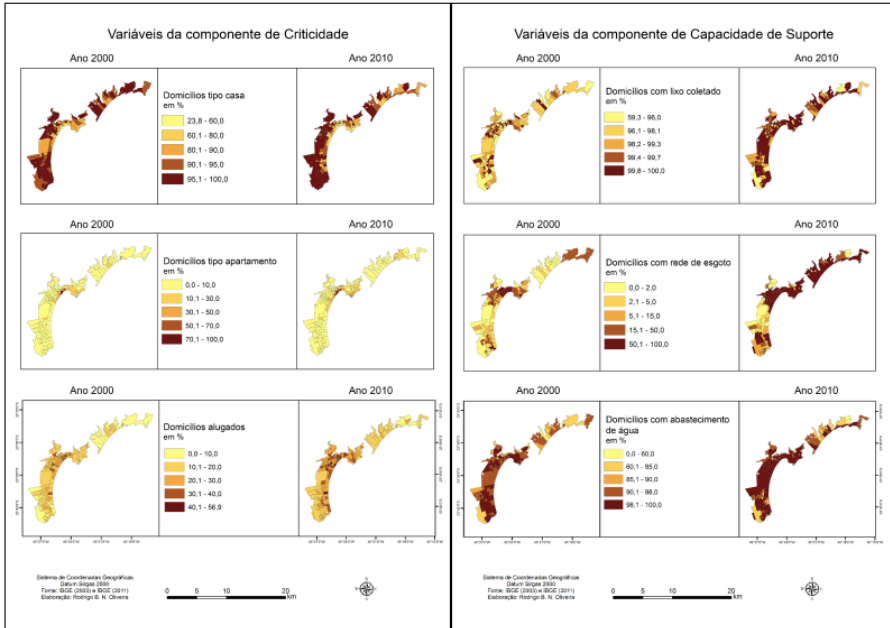 Variáveis da componente de Criticidade
Ano 2000
Ano 2010
Domicílios tipo casa
em %
23,8 - 60,0
60,1 - 80,0
80,1 - 90,0
90,1 - 95,0
95,1 - 100,0
Ano 2000
Ano 2010
Domicílios tipo apartamento
em %
0,0 - 10,0
10,1 - 30,0
30,1 - 50,0
50,1 - 70,0
70,1 - 100,0
Ano 2000
Ano 2010
Domicílios alugados
em %
0,0 - 10,0
10,1 - 20,0
20,1 - 30,0
30,1 - 40,0
40,1 - 56,9
Sistema de Coordenadas Geográficas
Datum Sirgas 2000
Fonte: IBGE (2003) e IBGE (2011)
Elaboração: Rodrigo B. N. Oliveira
0 5 10 20
km
Variáveis da componente de Capacidade de Suporte
Ano 2000
Ano 2010
Domicílios com lixo coletado
em %
59,3 - 96,0
96,1 - 98,1
98,2 - 99,3
99,4 - 99,7
99,8 - 100,0
Ano 2000
Ano 2010
Domicílios com rede de esgoto
em %
0,0 - 2,0
2,1 - 5,0
5,1 - 15,0
15,1 - 50,0
50,1 - 100,0
Ano 2000
Ano 2010
Domicílios com abastecimento
de água
em %
0,0 - 60,0
60,1 - 85,0
85,1 - 90,0
90,1 - 98,0
98,1 - 100,0
Sistema de Coordenadas Geográficas
Datum Sirgas 2000
Fonte: IBGE (2003) e IBGE (2011)
Elaboração: Rodrigo B. N. Oliveira
0 5 10 20
km